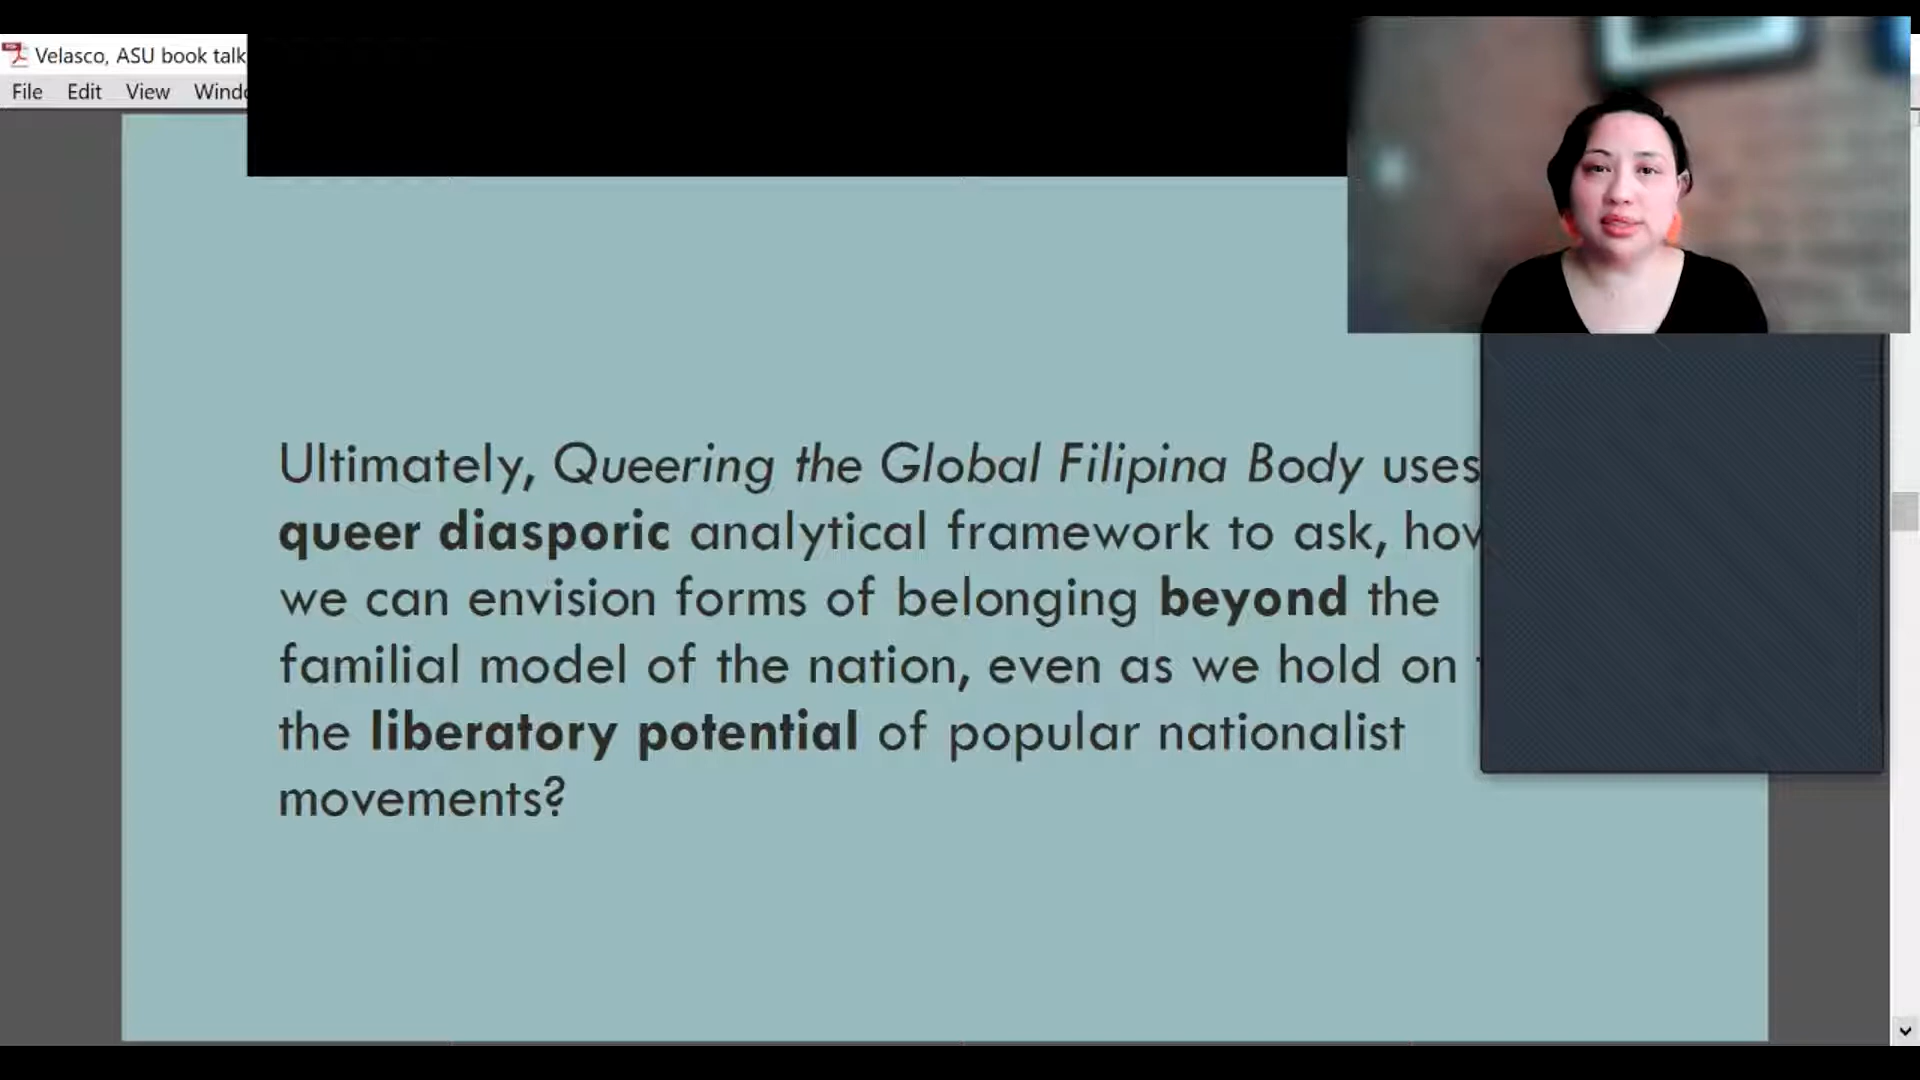 Velasco, ASU book talk
File Edit View
Ultimately, Queering the Global Filipina Body uses
queer diasporic analytical framework to ask,
we can envision forms of belonging beyond the
familial model of the nation, even as we hold on
the liberatory potential of popular nationalist
movements?